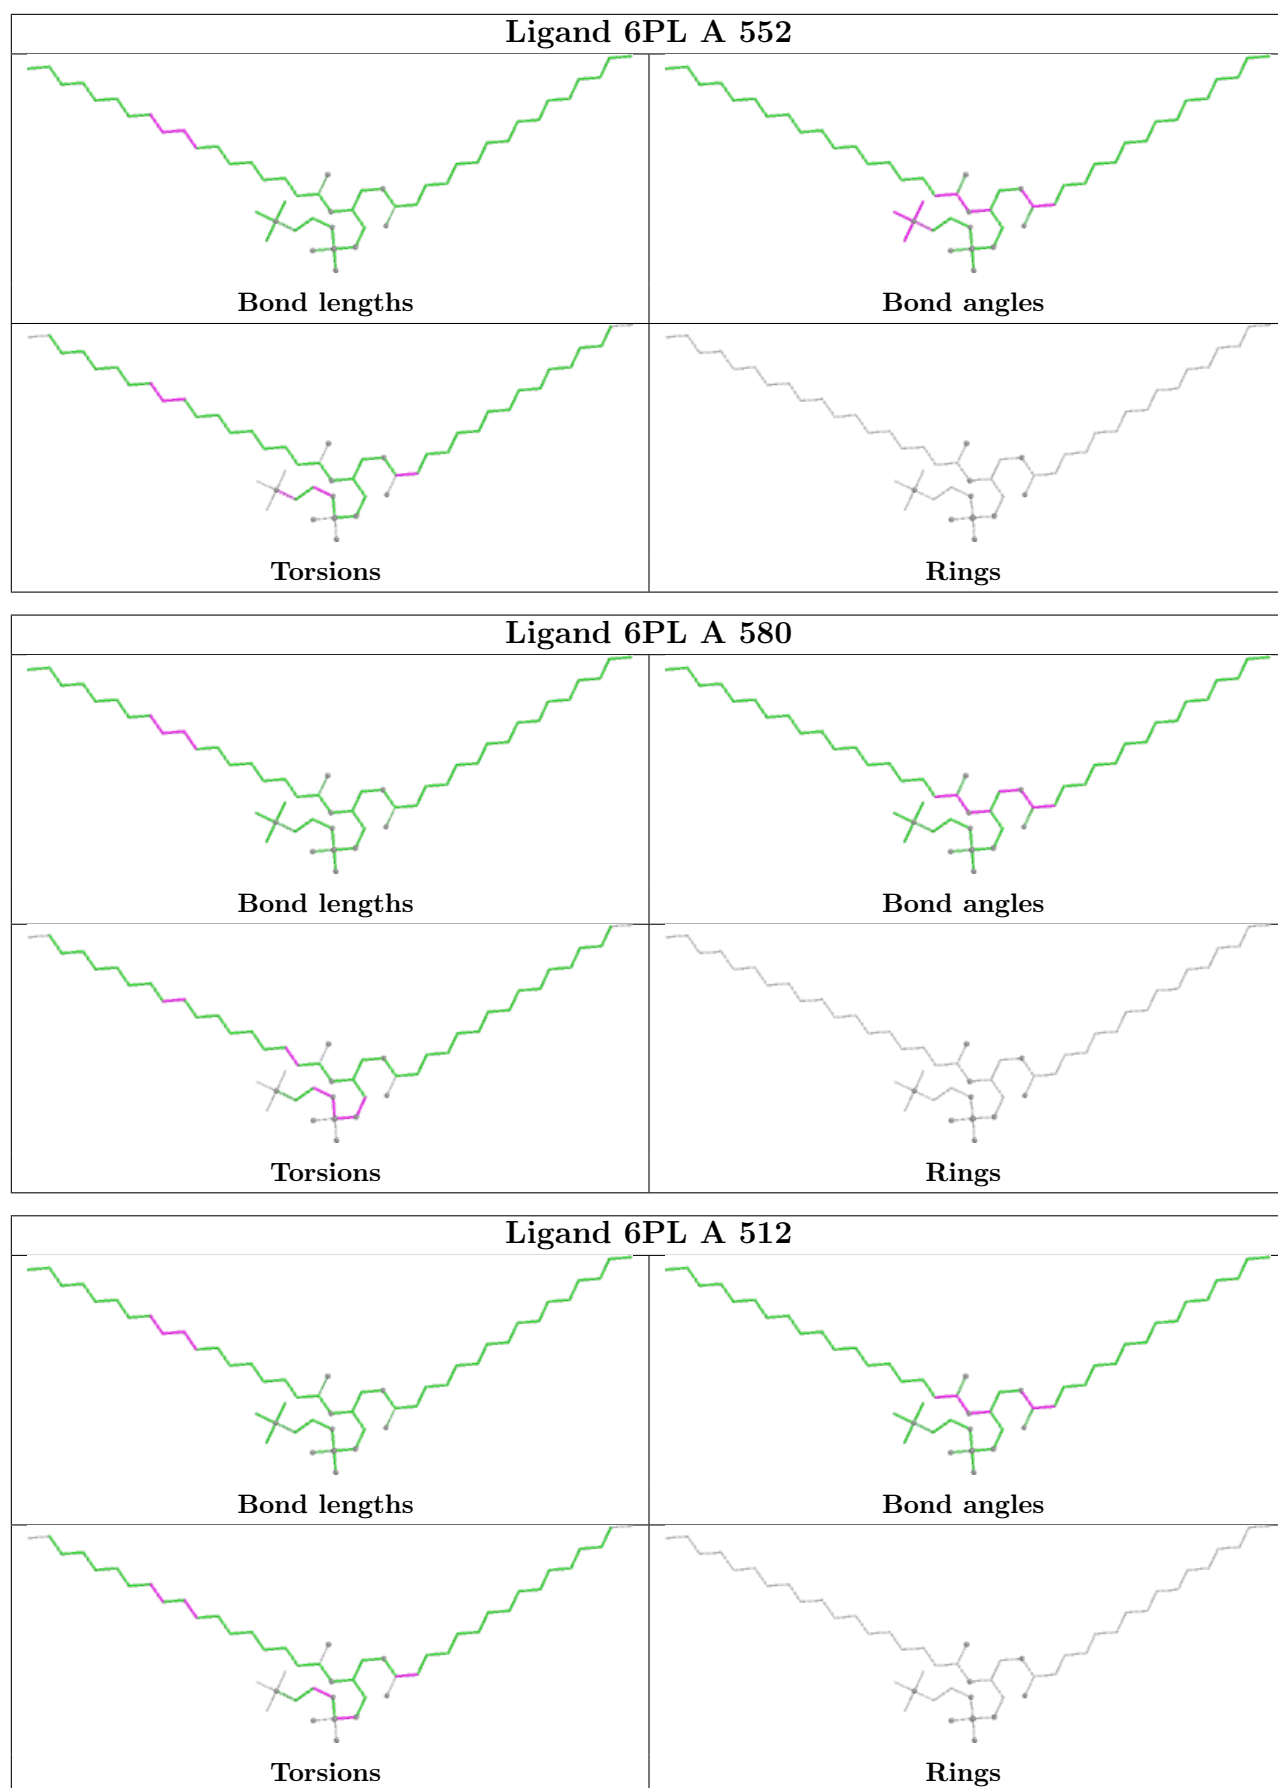 Ligand 6PL A 552
Bond lengths
Bond angles
Torsions
Rings
Ligand 6PL A 580
Bond lengths
Bond angles
Torsions
Rings
Ligand 6PL A 512
Bond lengths
Bond angles
Torsions
Rings